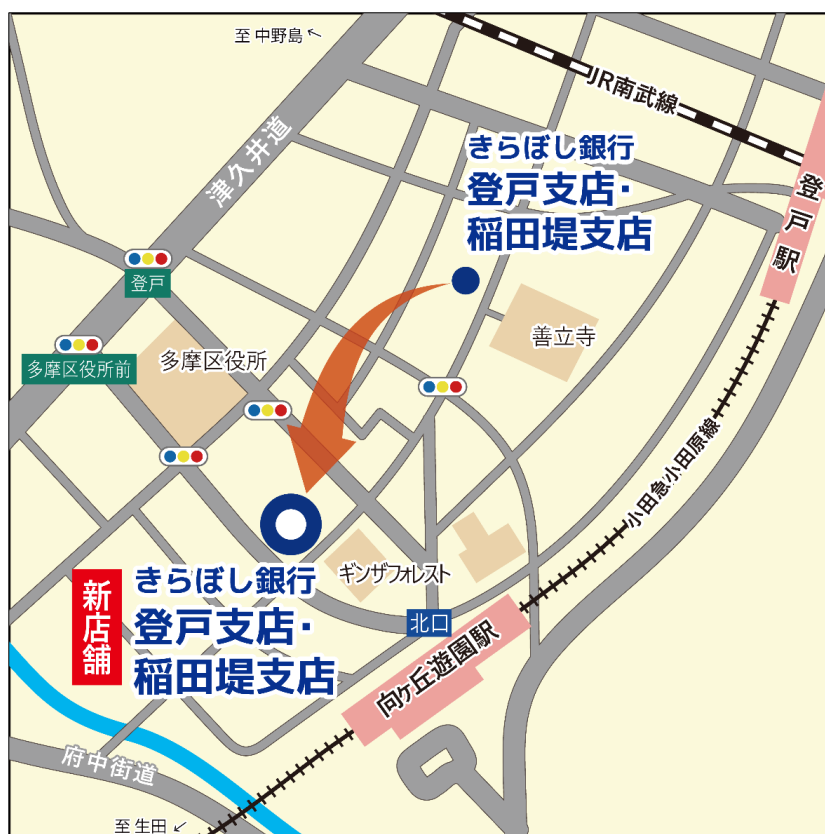 至 中野島
JR南武線
津久井道
きらぼし銀行
登戸支店・
稲田堤支店
登戸駅
登戸
善立寺
多摩区役所
多摩区役所前
小田急小田原線
ギンザフォレスト
新店舗
きらぼし銀行
登戸支店・
稲田堤支店
北口
向ヶ丘遊園駅
府中街道
至 生田